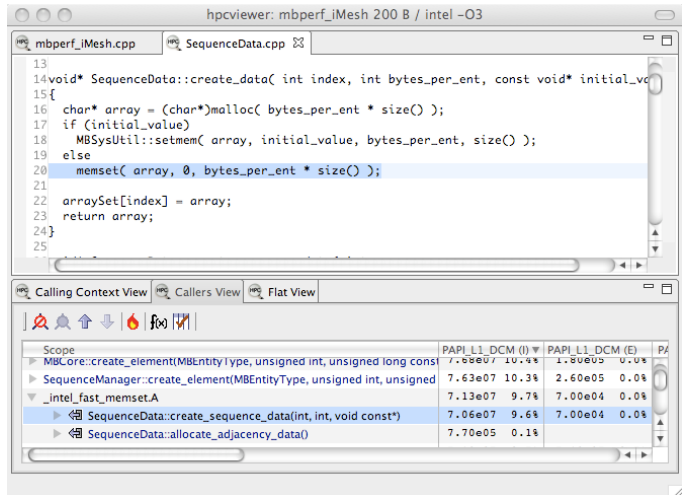 hpcviewer: mbperf_iMesh 200 B / intel -O3
mbperf_iMesh.cpp
SequenceData.cpp
13
14 void* SequenceData::create_data( int index, int bytes_per_ent, const void* initial_va
15 {
16 char* array = (char*)malloc( bytes_per_ent * size() );
17 if (initial_value)
18 MBSysUtil::setmem( array, initial_value, bytes_per_ent, size() );
19 else
20 memset( array, 0, bytes_per_ent * size() );
21
22 arraySet[index] = array;
23 return array;
24 }
25
Calling Context View
Callers View
Flat View
f(x)
Scope PAPI_L1_DCM (I) PAPI_L1_DCM (E) PA
MBCore::create_element(MBEntityType, unsigned int, unsigned long const 7.68e07 10.4% 1.80e05 0.0%
SequenceManager::create_element(MBEntityType, unsigned int, unsigned 7.63e07 10.3% 2.60e05 0.0%
_intel_fast_memset.A 7.13e07 9.7% 7.00e04 0.0%
SequenceData::create_sequence_data(int, int, void const*) 7.06e07 9.6% 7.00e04 0.0%
SequenceData::allocate_adjacency_data() 7.70e05 0.1%